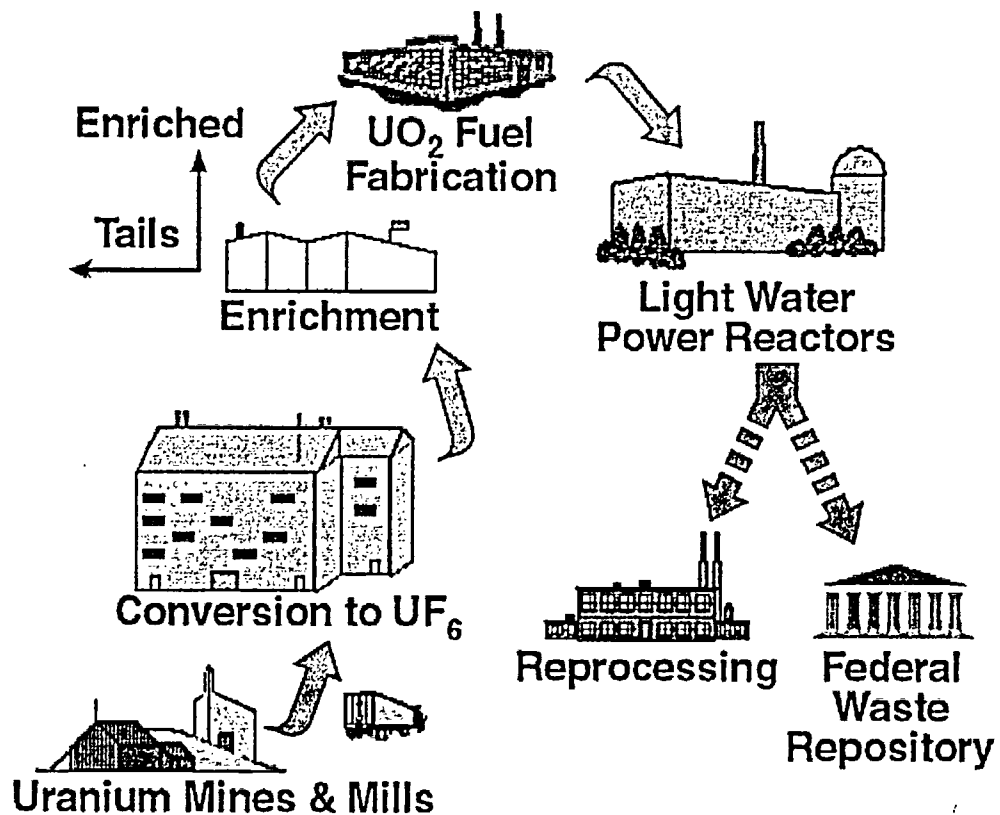 Enriched
Tails
UO₂ Fuel
Fabrication
Enrichment
Light Water
Power Reactors
Conversion to UF₆
Reprocessing
Federal
Waste
Repository
Uranium Mines & Mills